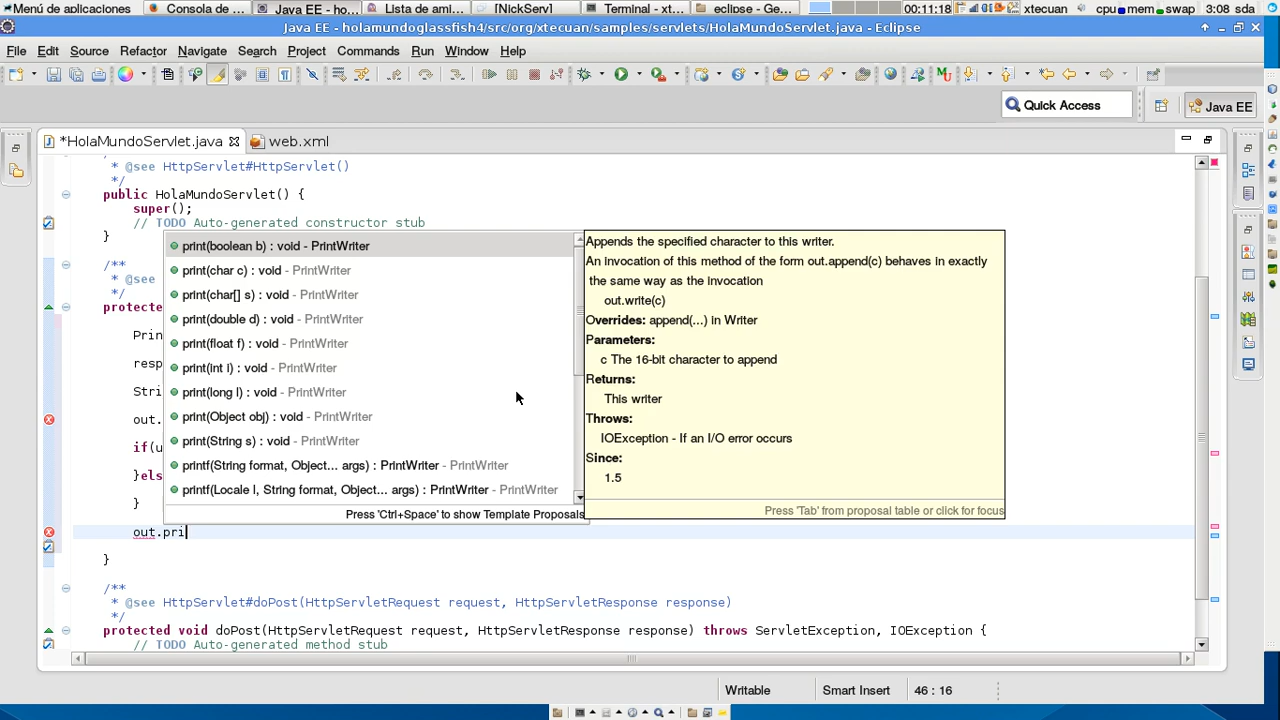 Menú de aplicaciones
Consola de ...
Java EE - ho...
Lista de ami...
[NickServ]
Terminal - xt...
eclipse - Ge...
00:11:18
xtecuan
cpu mem swap
3:08 sda
Java EE - holamundoglassfish4/src/org/xtecuan/samples/servlets/HolaMundoServlet.java - Eclipse
File Edit Source Refactor Navigate Search Project Commands Run Window Help
Quick Access
Java EE
*HolaMundoServlet.java
web.xml
* @see HttpServlet#HttpServlet()
*/
public HolaMundoServlet() {
super();
// TODO Auto-generated constructor stub
}
/**
* @see
*/
protecte
Prin
resp
Stri
out.
if(u
}els
}
out.pri
}
/**
* @see HttpServlet#doPost(HttpServletRequest request, HttpServletResponse response)
*/
protected void doPost(HttpServletRequest request, HttpServletResponse response) throws ServletException, IOException {
// TODO Auto-generated method stub
print(boolean b) : void - PrintWriter
print(char c) : void - PrintWriter
print(char[] s) : void - PrintWriter
print(double d) : void - PrintWriter
print(float f) : void - PrintWriter
print(int i) : void - PrintWriter
print(long l) : void - PrintWriter
print(Object obj) : void - PrintWriter
print(String s) : void - PrintWriter
printf(String format, Object... args) : PrintWriter - PrintWriter
printf(Locale l, String format, Object... args) : PrintWriter - PrintWriter
Press 'Ctrl+Space' to show Template Proposals
Appends the specified character to this writer.
An invocation of this method of the form out.append(c) behaves in exactly
the same way as the invocation
out.write(c)
Overrides: append(...) in Writer
Parameters:
c The 16-bit character to append
Returns:
This writer
Throws:
IOException - If an I/O error occurs
Since:
1.5
Press 'Tab' from proposal table or click for focus
Writable
Smart Insert
46 : 16